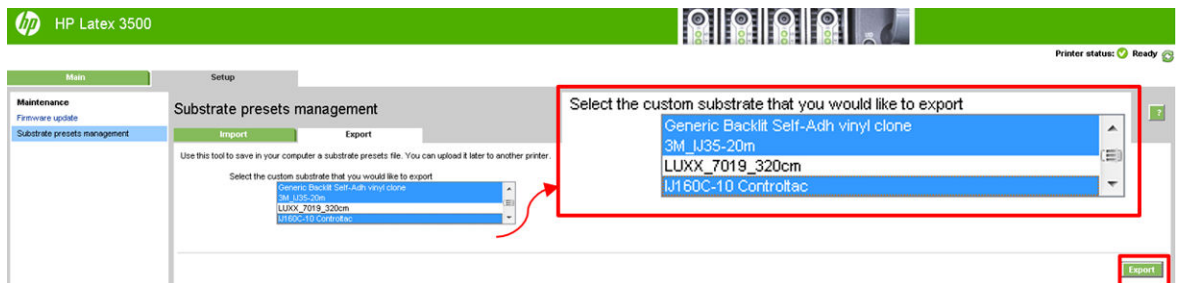 hp HP Latex 3500
Printer status: Ready
Main Setup
Maintenance
Firmware update
Substrate presets management
Substrate presets management
Import Export
Use this tool to save in your computer a substrate presets file. You can upload it later to another printer.
Select the custom substrate that you would like to export
Generic Backlit Self-Adh vinyl clone
3M_IJ35-20m
LUXX_7019_320cm
IJ160C-10 Controltac
Select the custom substrate that you would like to export
Generic Backlit Self-Adh vinyl clone
3M_IJ35-20m
LUXX_7019_320cm
IJ160C-10 Controltac
?
Export